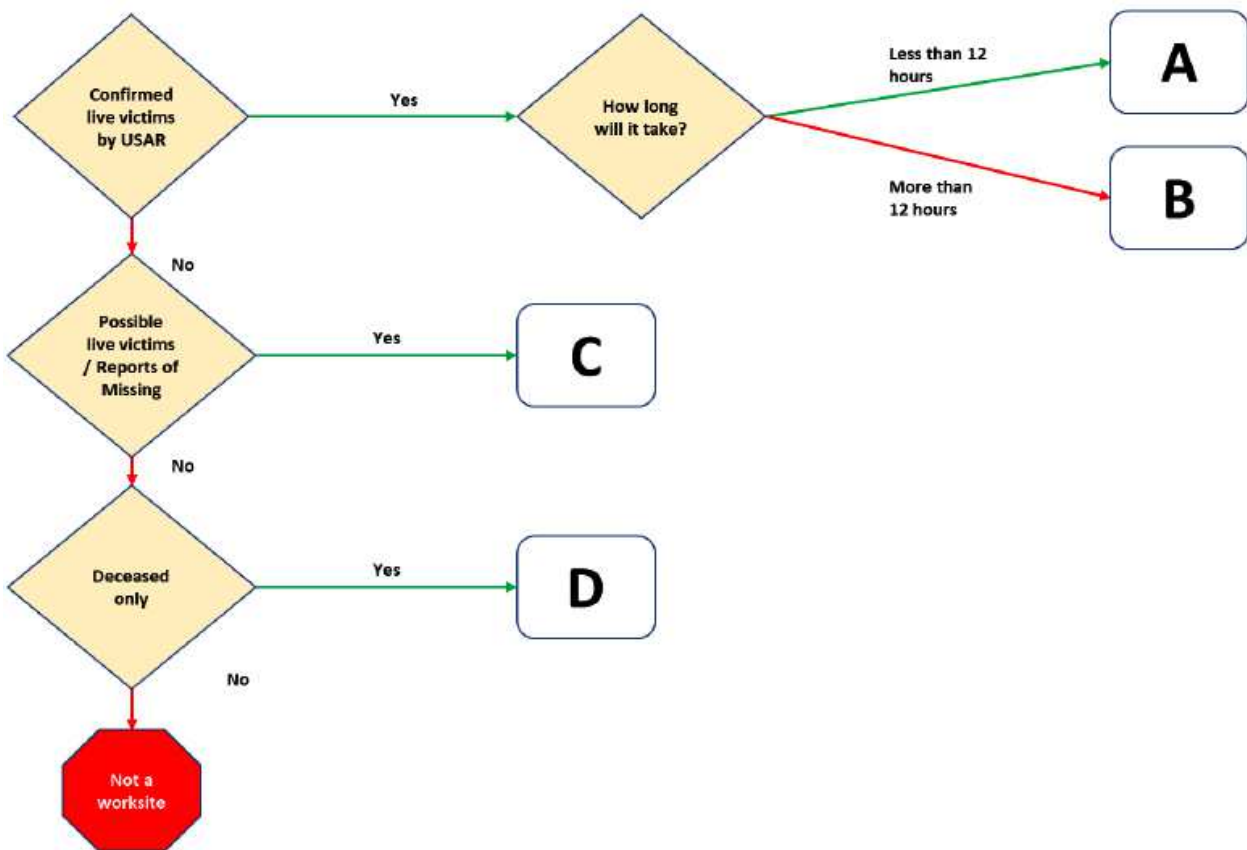 Confirmed
live victims
by USAR
Yes
How long
will it take?
Less than 12
hours
A
More than
12 hours
B
No
Possible
live victims
/ Reports of
Missing
Yes
C
No
Deceased
only
Yes
D
No
Not a
worksite